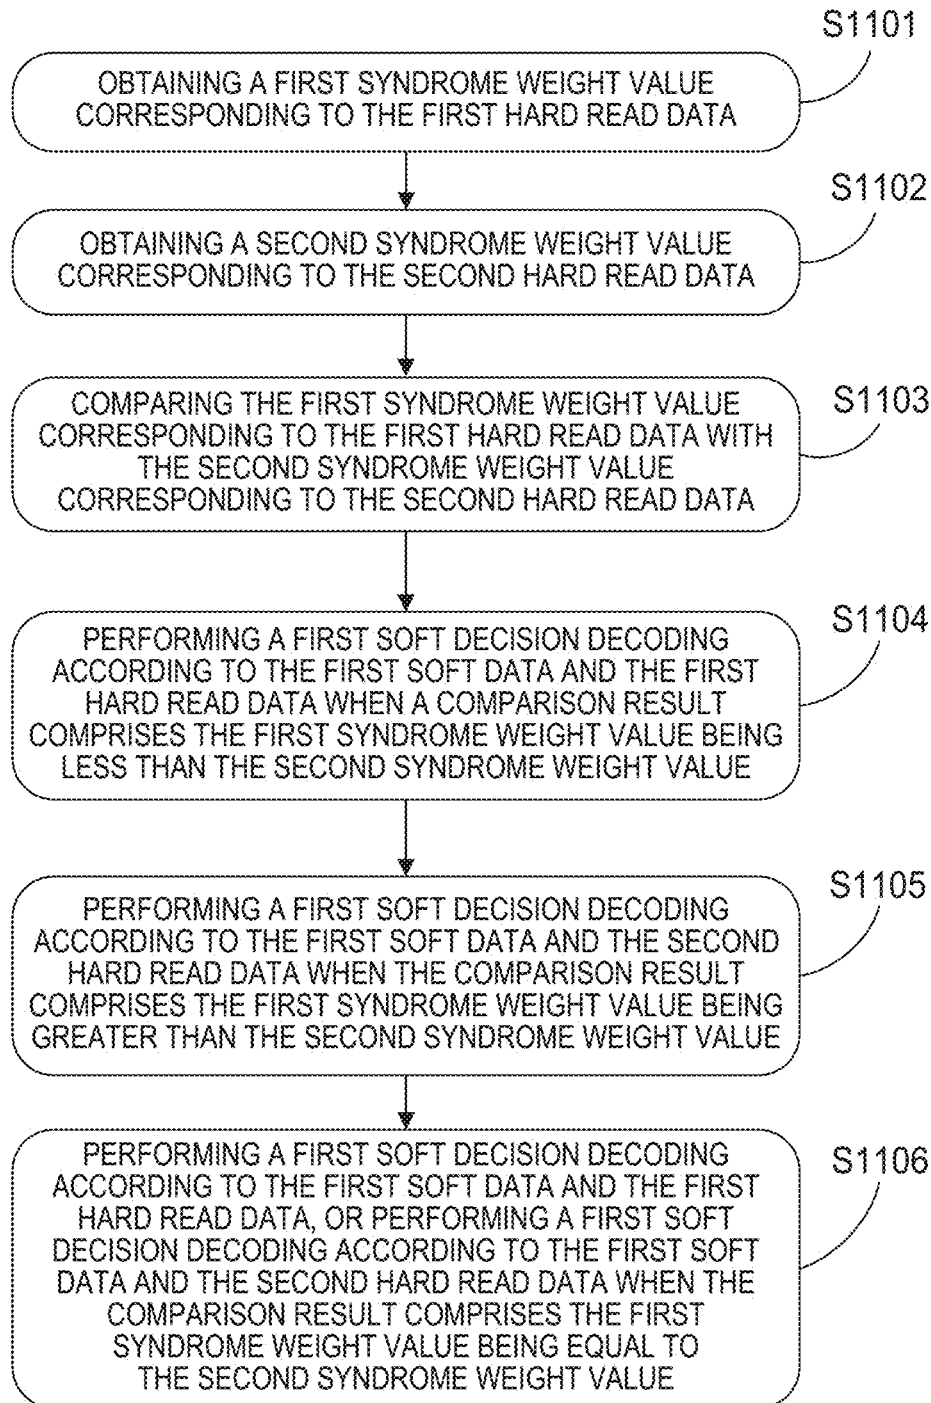 S1101
OBTAINING A FIRST SYNDROME WEIGHT VALUE
CORRESPONDING TO THE FIRST HARD READ DATA
S1102
OBTAINING A SECOND SYNDROME WEIGHT VALUE
CORRESPONDING TO THE SECOND HARD READ DATA
S1103
COMPARING THE FIRST SYNDROME WEIGHT VALUE
CORRESPONDING TO THE FIRST HARD READ DATA WITH
THE SECOND SYNDROME WEIGHT VALUE
CORRESPONDING TO THE SECOND HARD READ DATA
S1104
PERFORMING A FIRST SOFT DECISION DECODING
ACCORDING TO THE FIRST SOFT DATA AND THE FIRST
HARD READ DATA WHEN A COMPARISON RESULT
COMPRISES THE FIRST SYNDROME WEIGHT VALUE BEING
LESS THAN THE SECOND SYNDROME WEIGHT VALUE
S1105
PERFORMING A FIRST SOFT DECISION DECODING
ACCORDING TO THE FIRST SOFT DATA AND THE SECOND
HARD READ DATA WHEN THE COMPARISON RESULT
COMPRISES THE FIRST SYNDROME WEIGHT VALUE BEING
GREATER THAN THE SECOND SYNDROME WEIGHT VALUE
S1106
PERFORMING A FIRST SOFT DECISION DECODING
ACCORDING TO THE FIRST SOFT DATA AND THE FIRST
HARD READ DATA, OR PERFORMING A FIRST SOFT
DECISION DECODING ACCORDING TO THE FIRST SOFT
DATA AND THE SECOND HARD READ DATA WHEN THE
COMPARISON RESULT COMPRISES THE FIRST
SYNDROME WEIGHT VALUE BEING EQUAL TO
THE SECOND SYNDROME WEIGHT VALUE